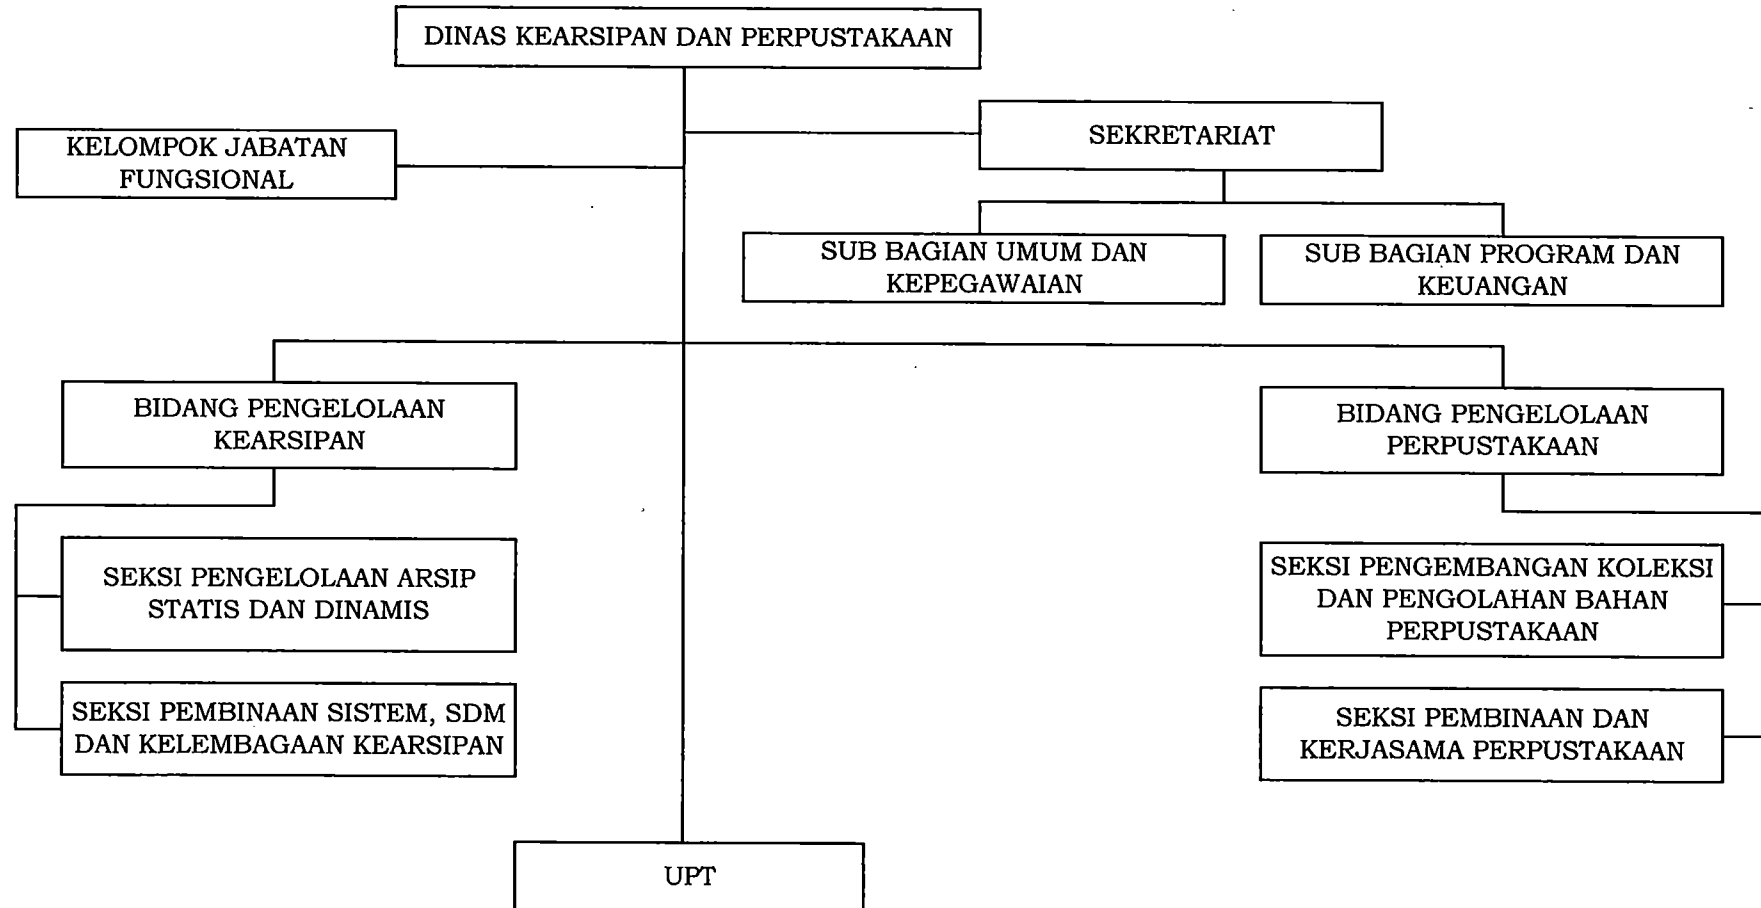 DINAS KEARSIPAN DAN PERPUSTAKAAN
SEKRETARIAT
KELOMPOK JABATAN
FUNGSIONAL
SUB BAGIAN UMUM DAN
KEPEGAWAIAN
SUB BAGIAN PROGRAM DAN
KEUANGAN
BIDANG PENGELOLAAN
KEARSIPAN
BIDANG PENGELOLAAN
PERPUSTAKAAN
SEKSI PENGELOLAAN ARSIP
STATIS DAN DINAMIS
SEKSI PENGEMBANGAN KOLEKSI
DAN PENGOLAHAN BAHAN
PERPUSTAKAAN
SEKSI PEMBINAAN SISTEM, SDM
DAN KELEMBAGAAN KEARSIPAN
SEKSI PEMBINAAN DAN
KERJASAMA PERPUSTAKAAN
UPT